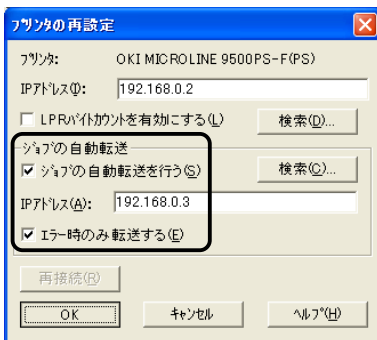 プリンタの再設定
プリンタ: OKI MICROLINE 9500PS-F(PS)
IPアドレス(I): 192.168.0.2
LPRバイトカウントを有効にする(L) 検索(D)...
ジョブの自動転送
ジョブの自動転送を行う(S) 検索(C)...
IPアドレス(A): 192.168.0.3
エラー時のみ転送する(E)
再接続(R)
OK キャンセル ヘルプ(H)